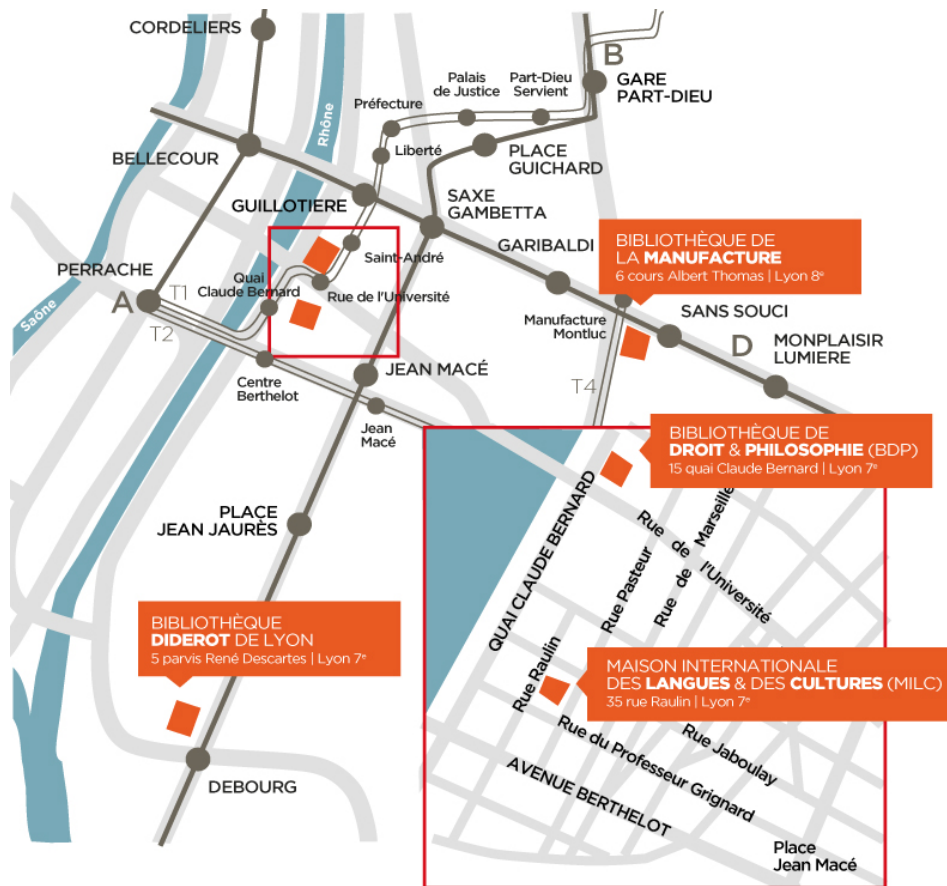 CORDELIERS
B
GARE
PART-DIEU
Palais
de Justice
Part-Dieu
Servient
Préfecture
Rhône
BELLECOUR
Liberté
PLACE
GUICHARD
GUILLOTIERE
SAXE
GAMBETTA
GARIBALDI
BIBLIOTHÈQUE DE
LA MANUFACTURE
6 cours Albert Thomas | Lyon 8e
PERRACHE
Quai
Claude Bernard
Saint-André
Rue de l'Université
A
T1
T2
Saône
Manufacture
Montluc
SANS SOUCI
D
MONPLAISIR
LUMIERE
Centre
Berthelot
JEAN MACÉ
T4
Jean
Macé
BIBLIOTHÈQUE DE
DROIT & PHILOSOPHIE (BDP)
15 quai Claude Bernard | Lyon 7e
PLACE
JEAN JAURÈS
QUAI CLAUDE BERNARD
Rue Pasteur
Rue de Marseille
Rue de l'Université
BIBLIOTHÈQUE
DIDEROT DE LYON
5 parvis René Descartes | Lyon 7e
Rue Raulin
MAISON INTERNATIONALE
DES LANGUES & DES CULTURES (MILC)
35 rue Raulin | Lyon 7e
Rue Jaboulay
Rue du Professeur Grignard
AVENUE BERTHELOT
DEBOURG
Place
Jean Macé